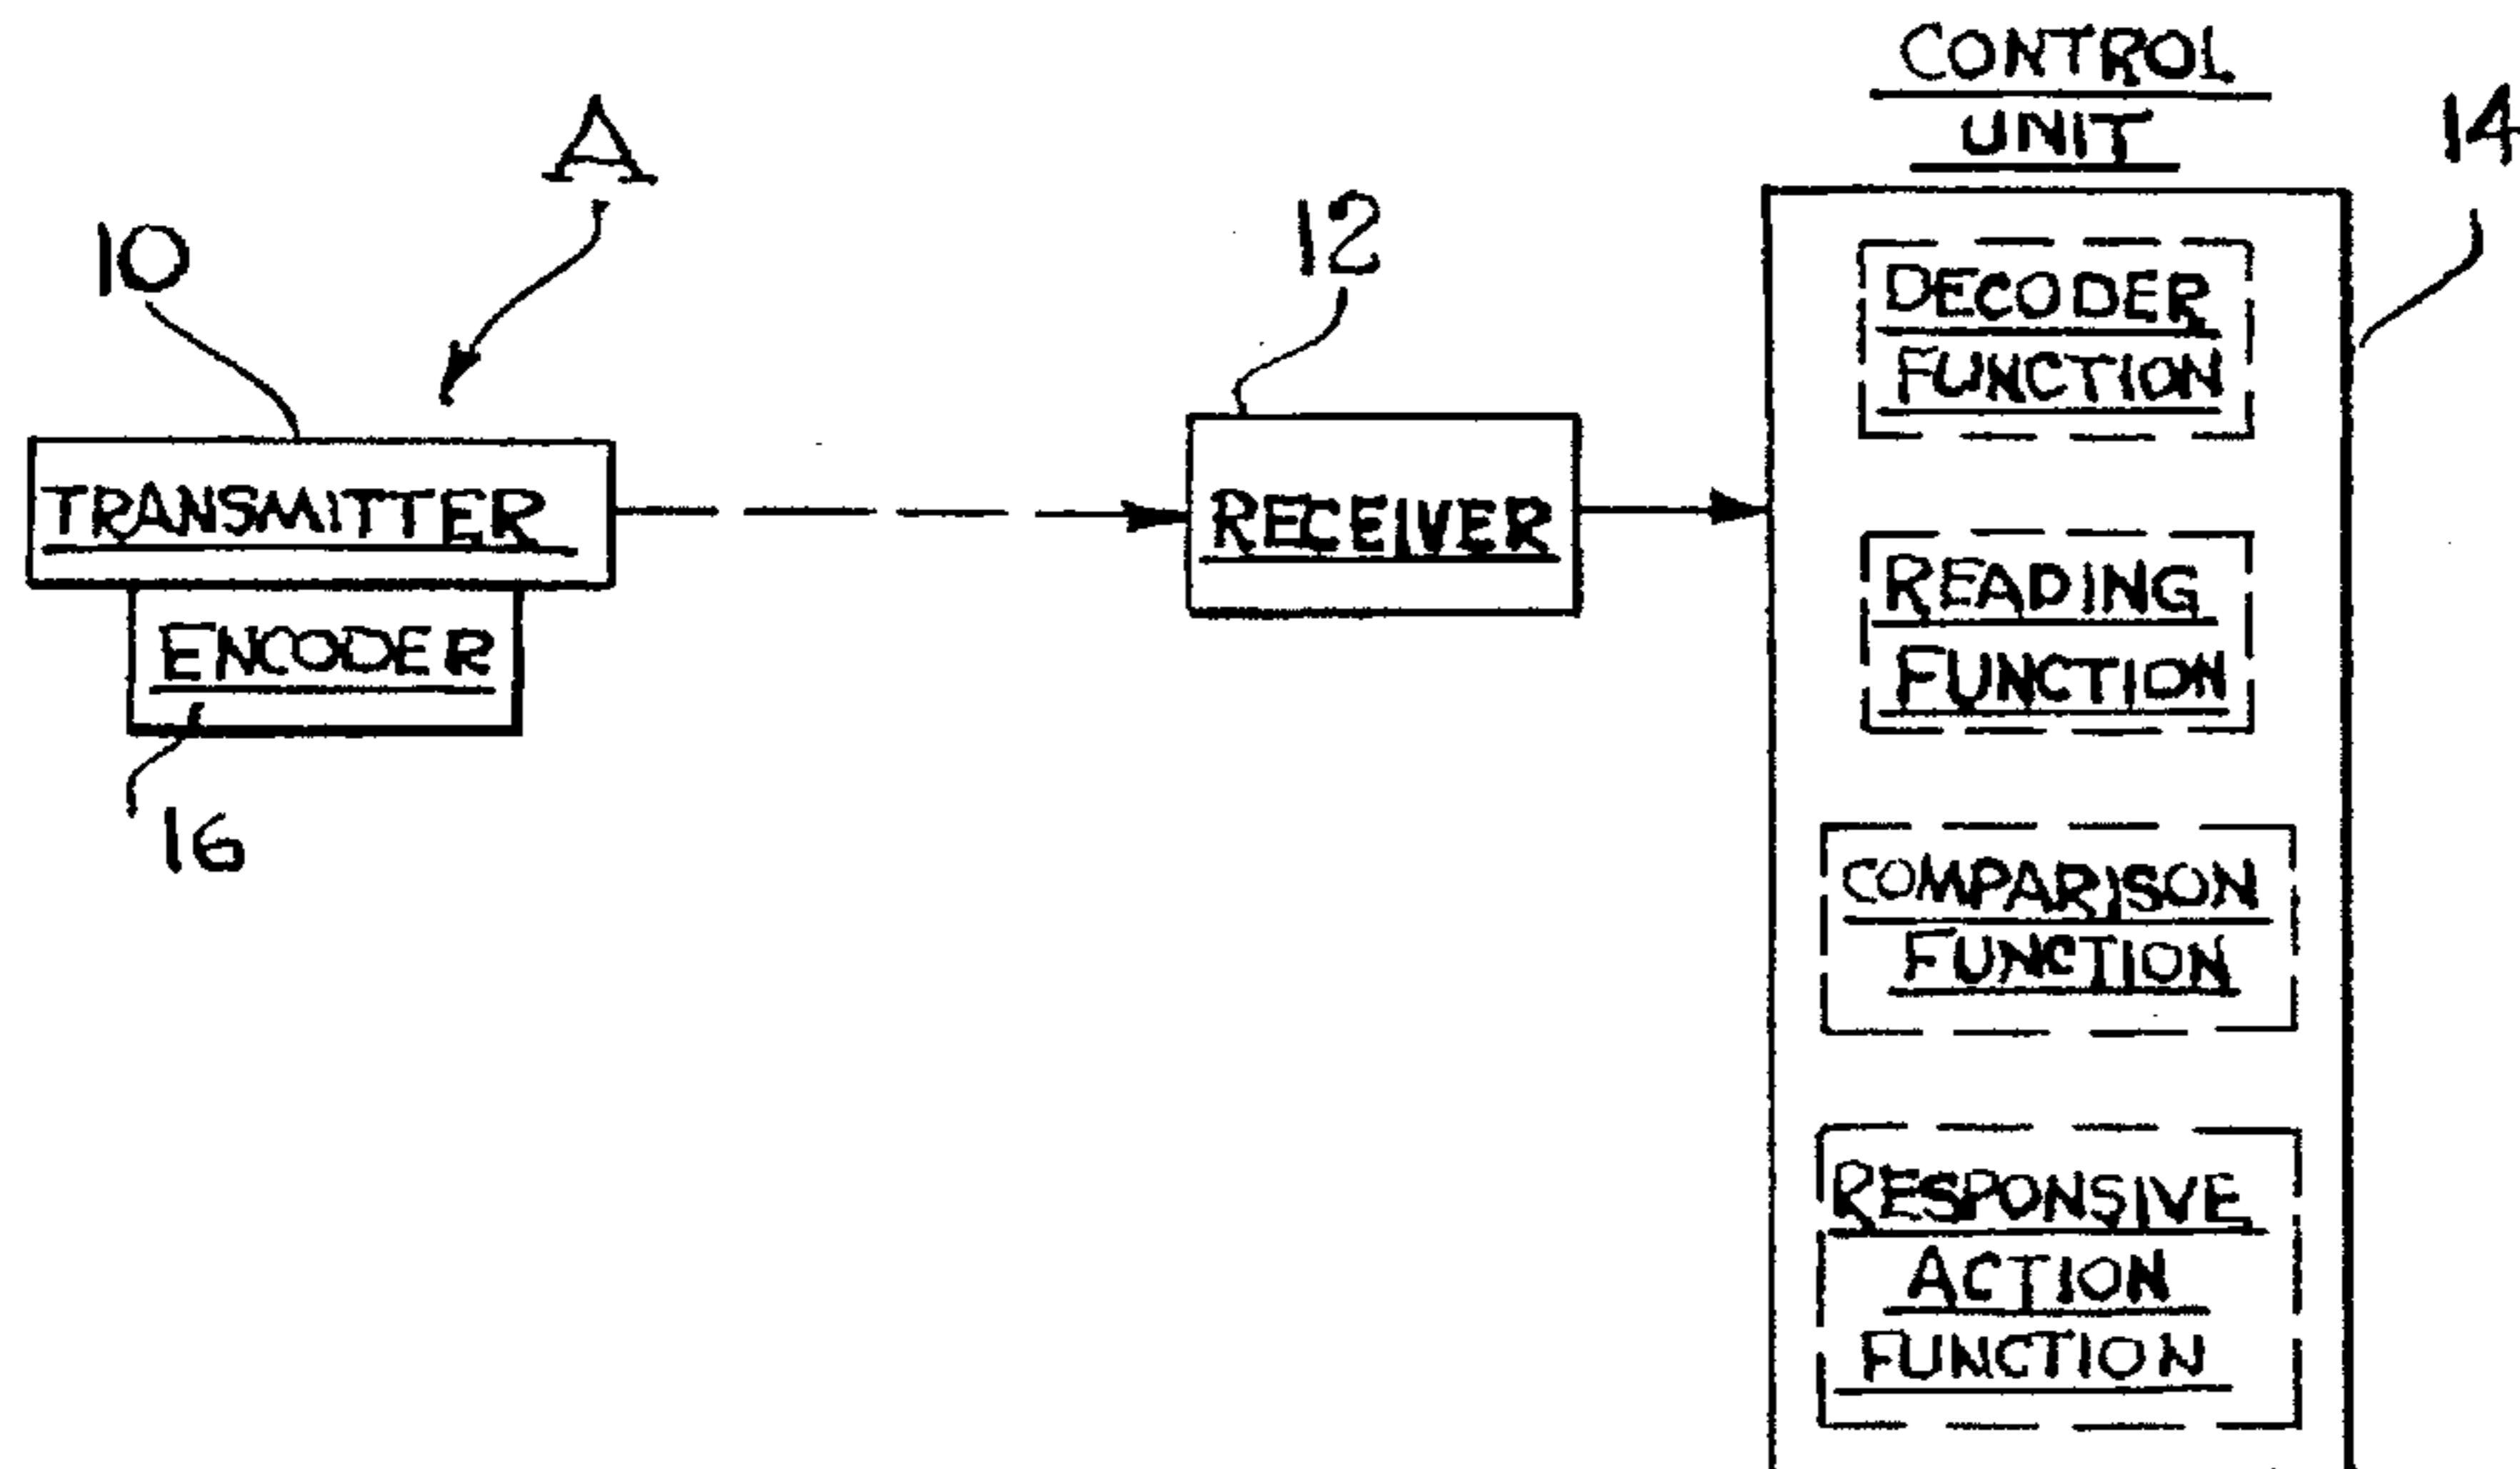 A
10
TRANSMITTER
ENCODER
16
12
RECEIVER
CONTROL
UNIT
14
DECODER
FUNCTION
READING
FUNCTION
COMPARISON
FUNCTION
RESPONSIVE
ACTION
FUNCTION